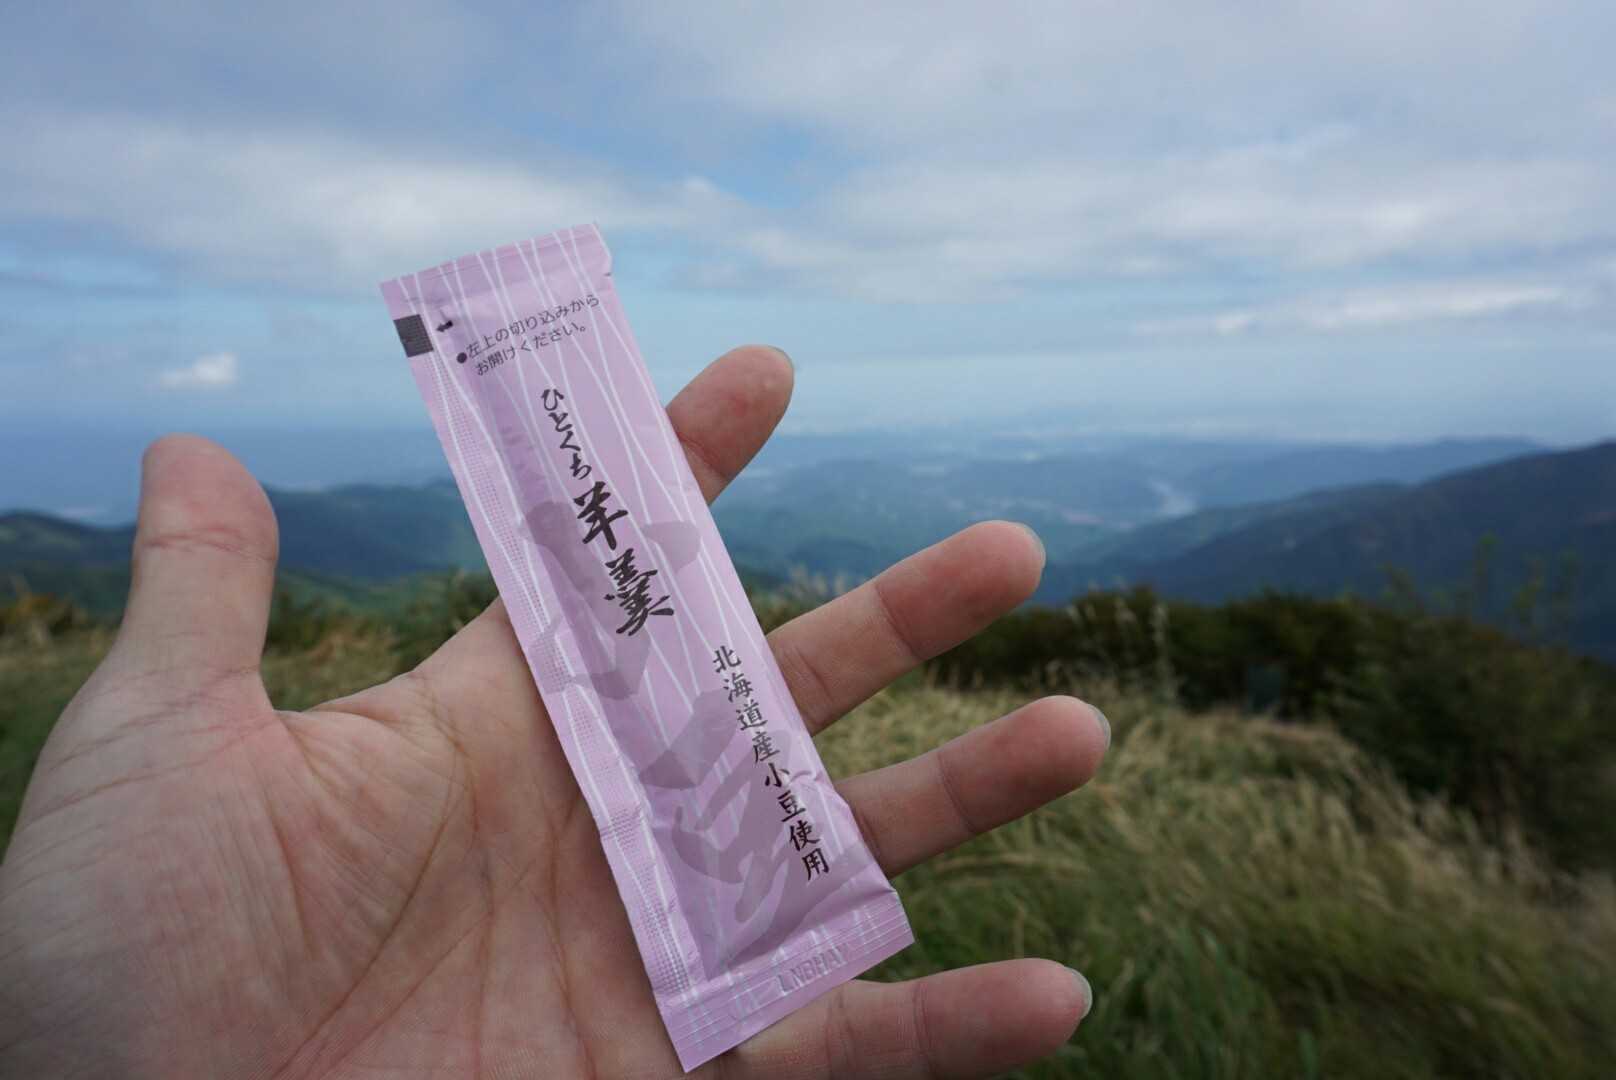 ●左上の切り込みから
お開けください。
ひとくち羊羹
北海道産小豆使用